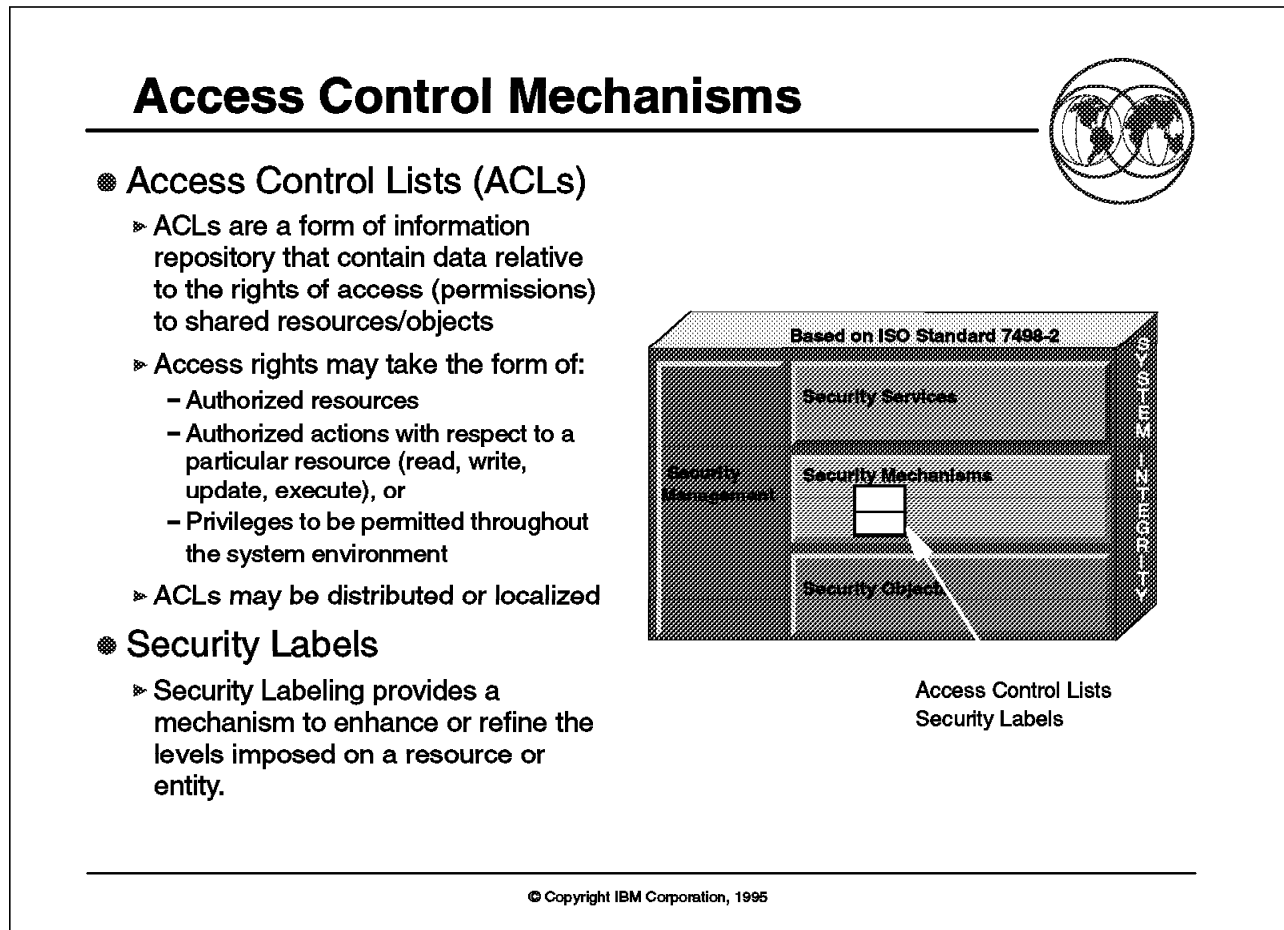 Access Control Mechanisms
Access Control Lists (ACLs)
ACLs are a form of information
repository that contain data relative
to the rights of access (permissions)
to shared resources/objects
Access rights may take the form of:
– Authorized resources
– Authorized actions with respect to a
particular resource (read, write,
update, execute), or
– Privileges to be permitted throughout
the system environment
ACLs may be distributed or localized
Security Labels
Security Labeling provides a
mechanism to enhance or refine the
levels imposed on a resource or
entity.
Based on ISO Standard 7498-2
Security Services
Security
Management
Security Mechanisms
Security Object
SYSTEM INTEGRITY
Access Control Lists
Security Labels
© Copyright IBM Corporation, 1995